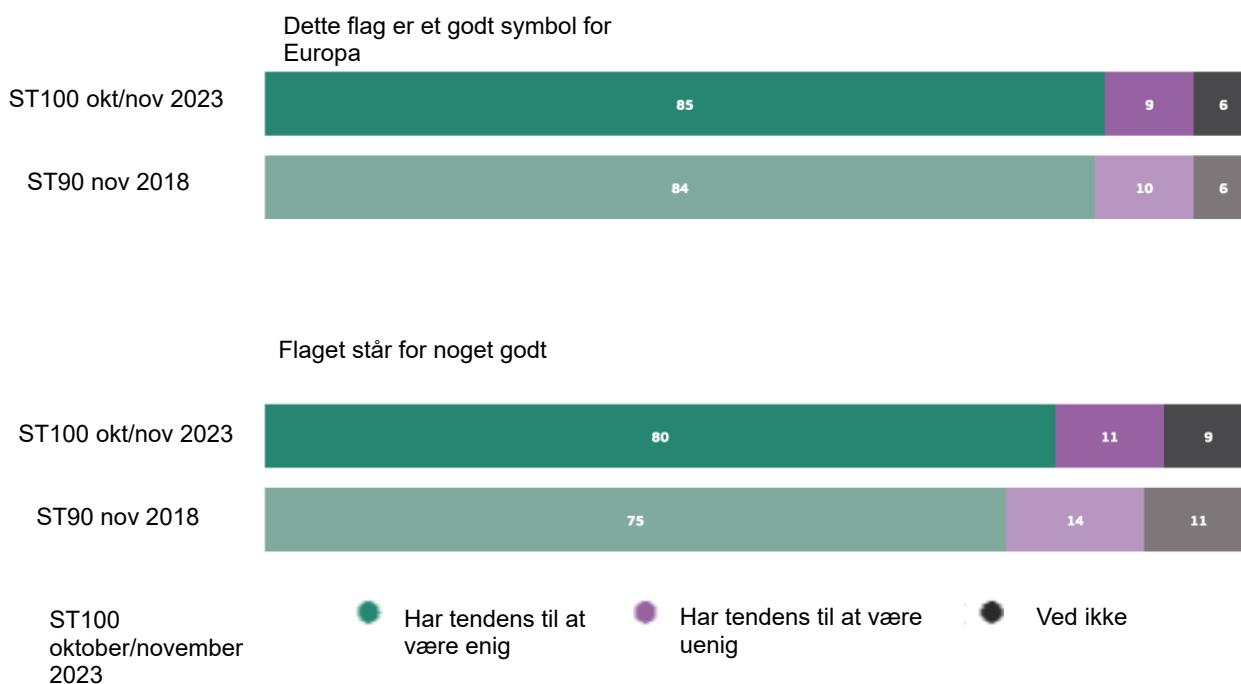 Dette flag er et godt symbol for
Europa
ST100 okt/nov 2023
85
9
6
ST90 nov 2018
84
10
6
Flaget står for noget godt
ST100 okt/nov 2023
80
11
9
ST90 nov 2018
75
14
11
ST100
oktober/november
2023
Har tendens til at
være enig
Har tendens til at være
uenig
Ved ikke